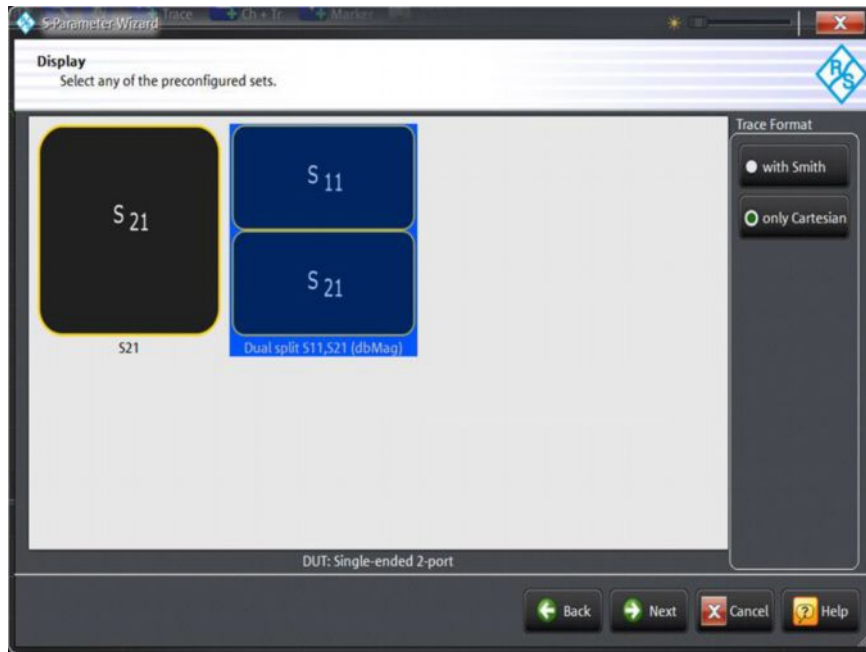 Trace Ch + Tr Marker
S-Parameter Wizard
X
Display
Select any of the preconfigured sets.
R/S
S 21
S21
S 11
S 21
Dual split S11,S21 (dbMag)
Trace Format
with Smith
only Cartesian
DUT: Single-ended 2-port
Back
Next
X Cancel
? Help